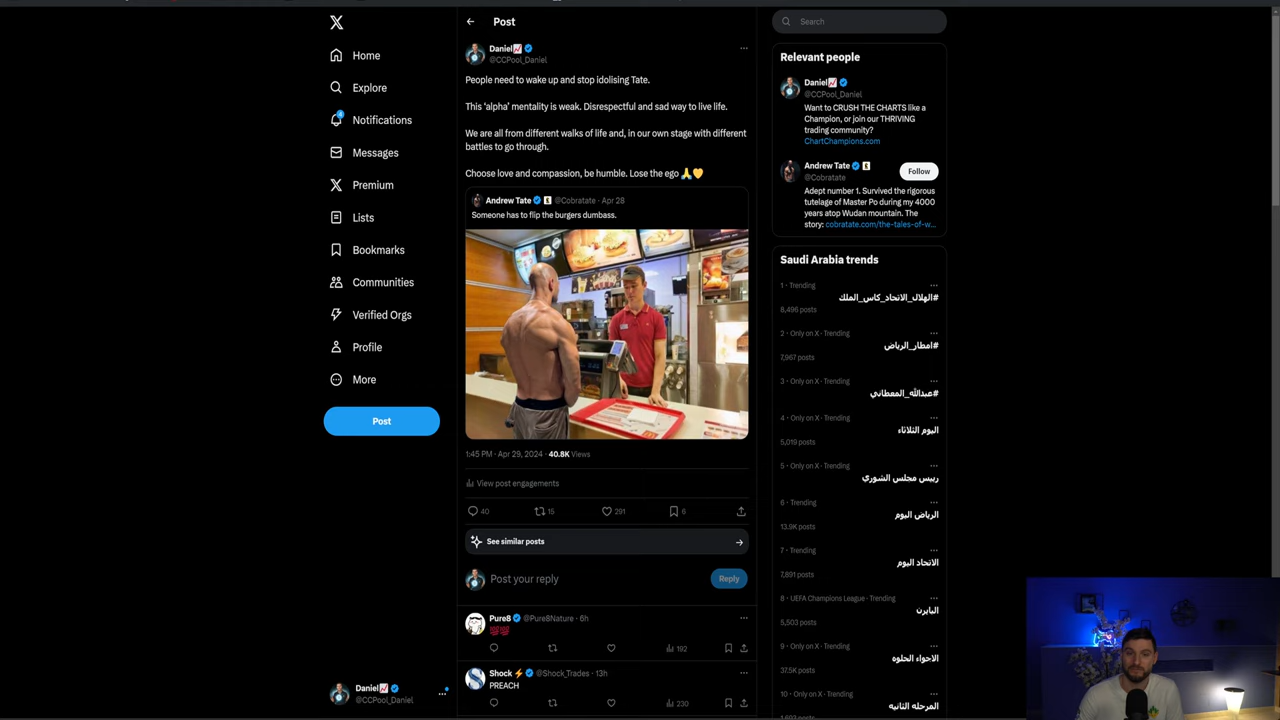 Home
Explore
4
Notifications
Messages
Premium
Lists
Bookmarks
Communities
Verified Orgs
Profile
More
Post
Daniel📈
@CCPool_Daniel
Post
Daniel📈
@CCPool_Daniel
People need to wake up and stop idolising Tate.
This 'alpha' mentality is weak. Disrespectful and sad way to live life.
We are all from different walks of life and, in our own stage with different
battles to go through.
Choose love and compassion, be humble. Lose the ego 🙏💛
Andrew Tate @Cobratate · Apr 28
Someone has to flip the burgers dumbass.
1:45 PM · Apr 29, 2024 · 40.8K Views
View post engagements
40 15 291 6
See similar posts
Post your reply
Reply
Pure8 @Pure8Nature · 6h
💯💯
192
Shock⚡ @Shock_Trades · 13h
PREACH
230
Search
Relevant people
Daniel📈
@CCPool_Daniel
Want to CRUSH THE CHARTS like a
Champion, or join our THRIVING
trading community?
ChartChampions.com
Andrew Tate
@Cobratate
Follow
Adept number 1. Survived the rigorous
tutelage of Master Po during my 4000
years atop Wudan mountain. The
story: cobratate.com/the-tales-of-w…
Saudi Arabia trends
1 · Trending
#الهلال_الاتحاد_كاس_الملك
8,496 posts
2 · Only on X · Trending
#امطار_الرياض
7,967 posts
3 · Only on X · Trending
#عبدالله_المعطاني
4 · Only on X · Trending
اليوم الثلاثاء
5,019 posts
5 · Only on X · Trending
رييس مجلس الشوري
6 · Trending
الرياض اليوم
13.9K posts
7 · Trending
الاتحاد اليوم
7,891 posts
8 · UEFA Champions League · Trending
البايرن
5,503 posts
9 · Only on X · Trending
الاجواء الحلوه
37.5K posts
10 · Only on X · Trending
المرحله الثانيه